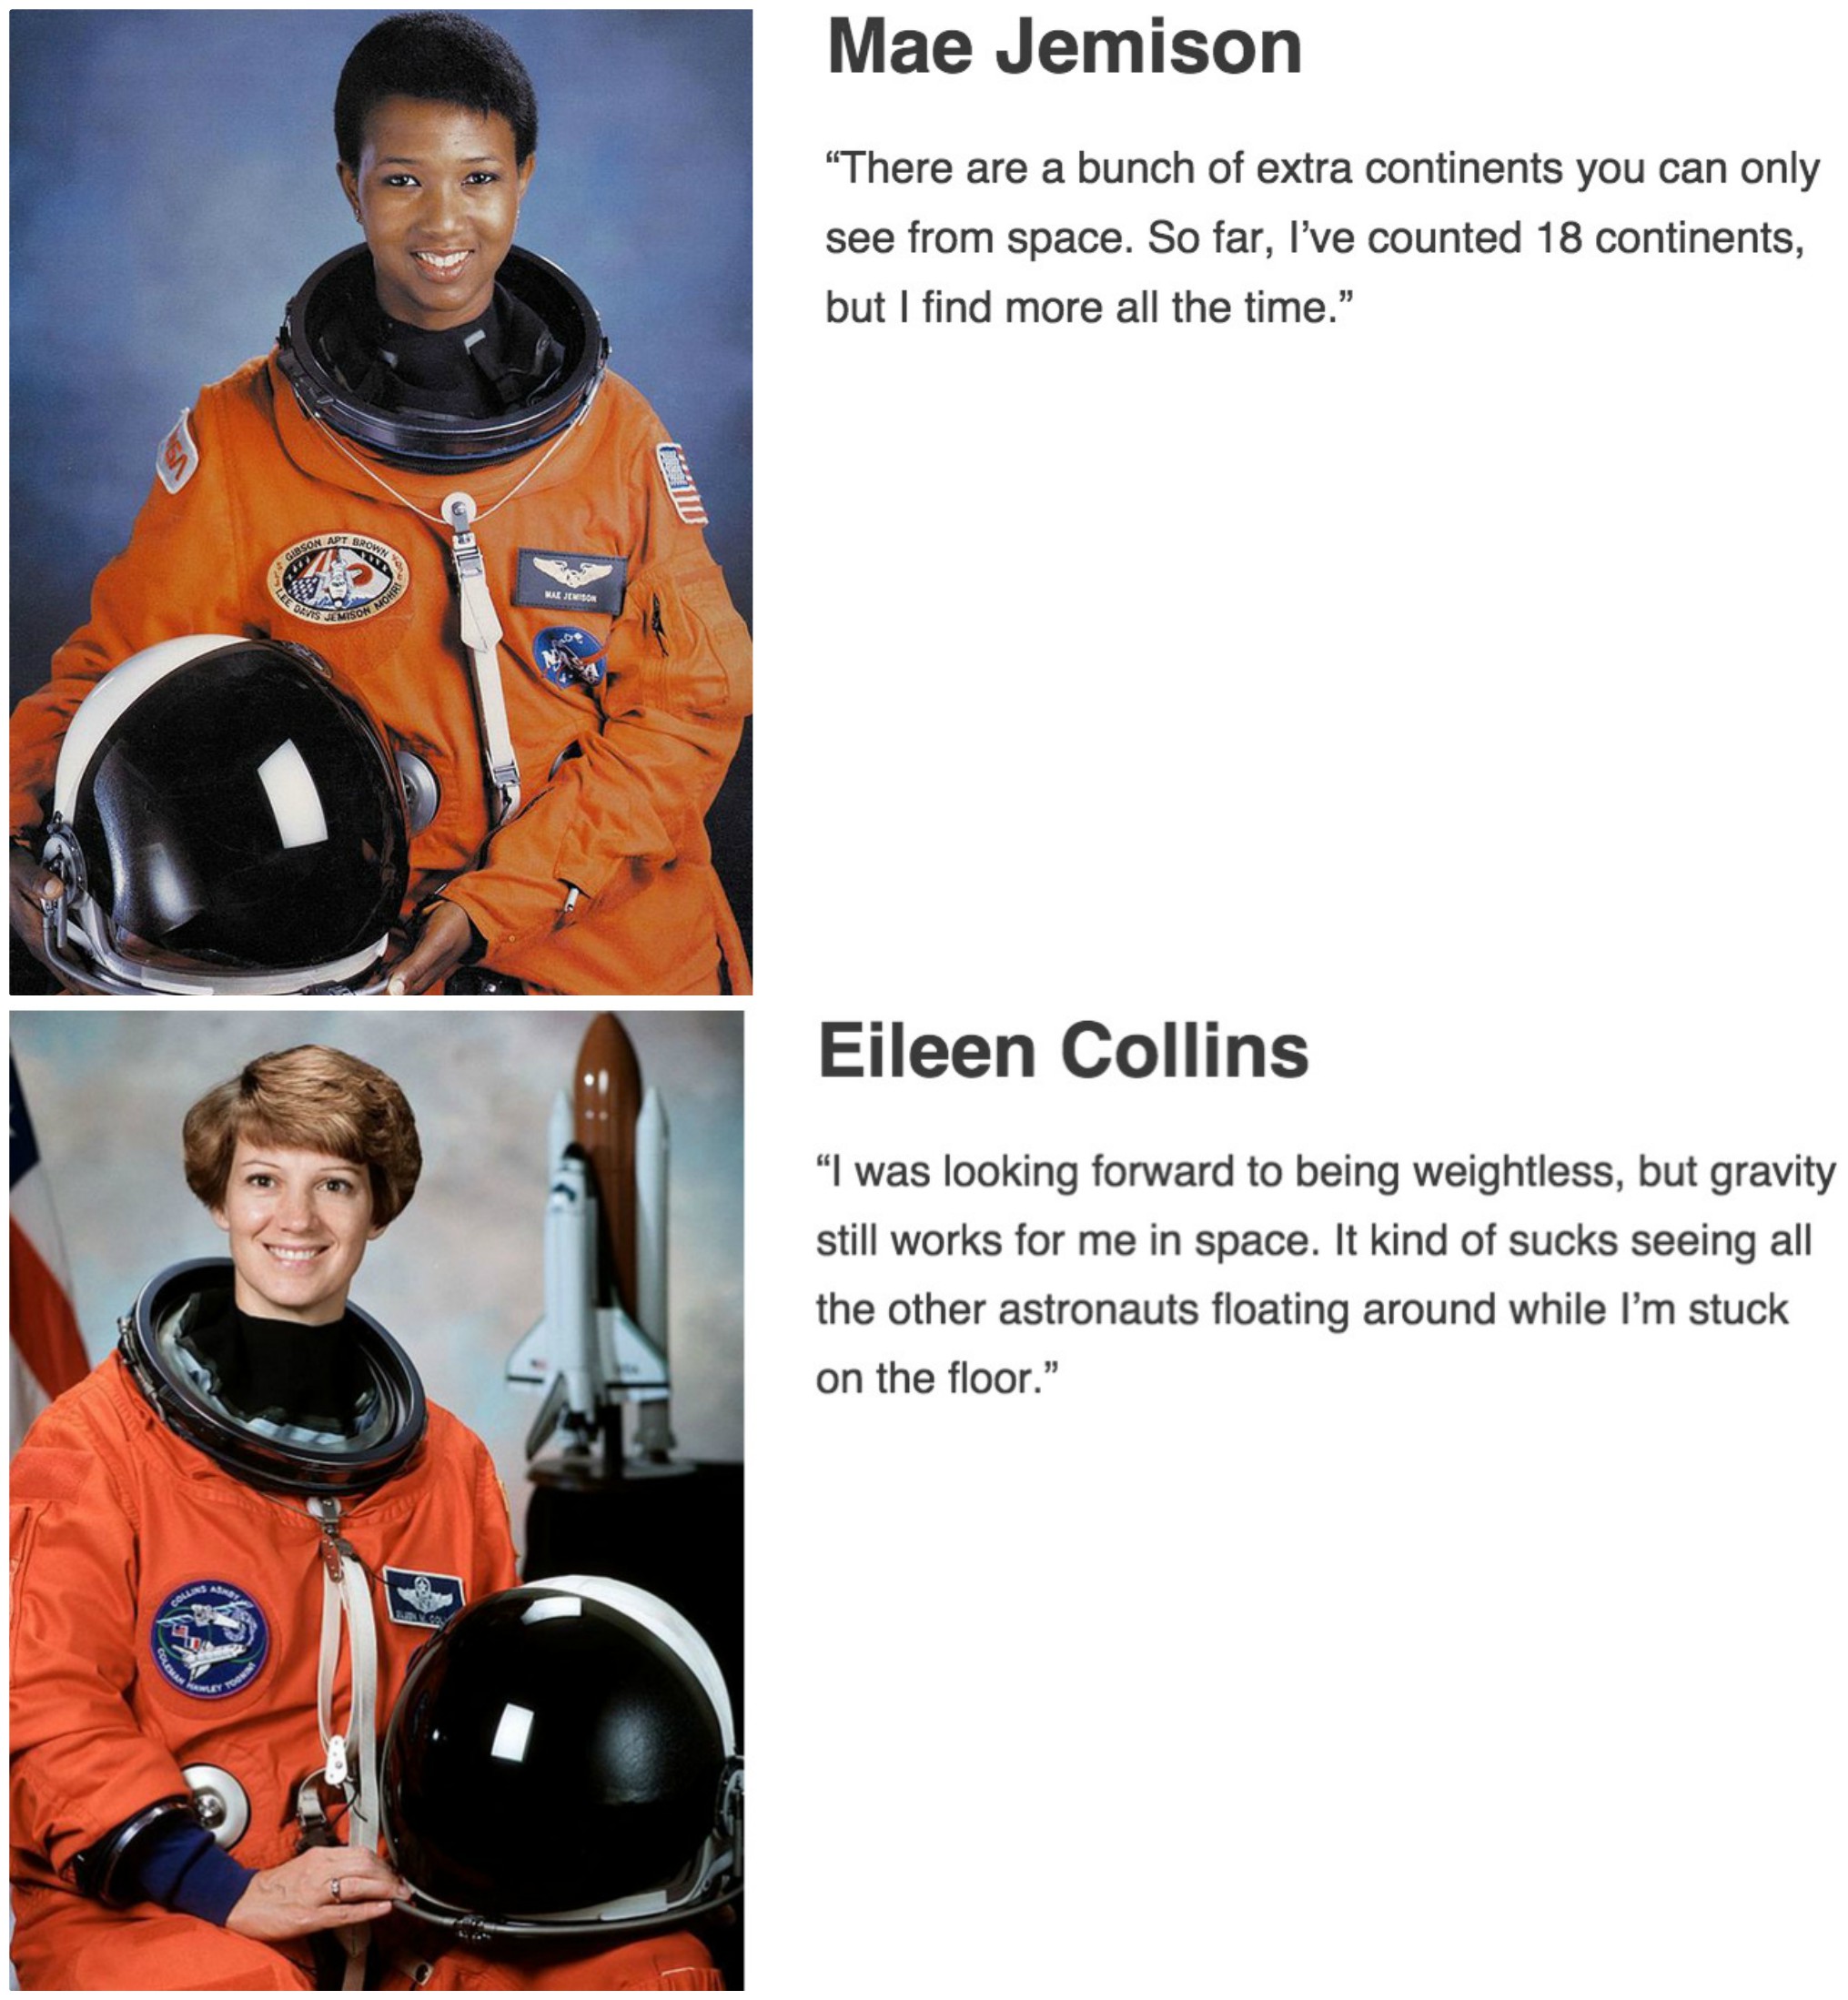 Mae Jemison
“There are a bunch of extra continents you can only
see from space. So far, I’ve counted 18 continents,
but I find more all the time.”
GIBSON APT BROWN
LEE DAVIS JEMISON MOHRI
MAE JEMISON
NASA
Eileen Collins
“I was looking forward to being weightless, but gravity
still works for me in space. It kind of sucks seeing all
the other astronauts floating around while I’m stuck
on the floor.”
COLLINS ASHBY
COLEMAN HAWLEY TOGNINI